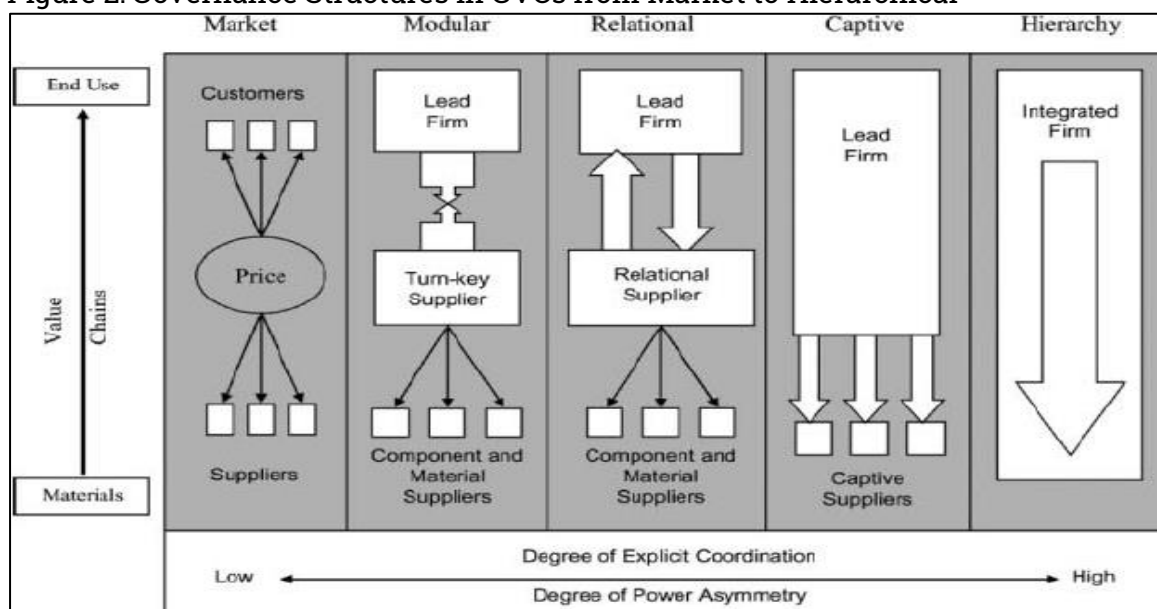 Figure 2. Governance Structures in GVCs from Market to Hierarchical
Market
Modular
Relational
Captive
Hierarchy
End Use
Value
Chains
Materials
Customers
Price
Suppliers
Lead
Firm
Turn-key
Supplier
Component and
Material
Suppliers
Lead
Firm
Relational
Supplier
Component and
Material
Suppliers
Lead
Firm
Captive
Suppliers
Integrated
Firm
Degree of Explicit Coordination
Low
High
Degree of Power Asymmetry